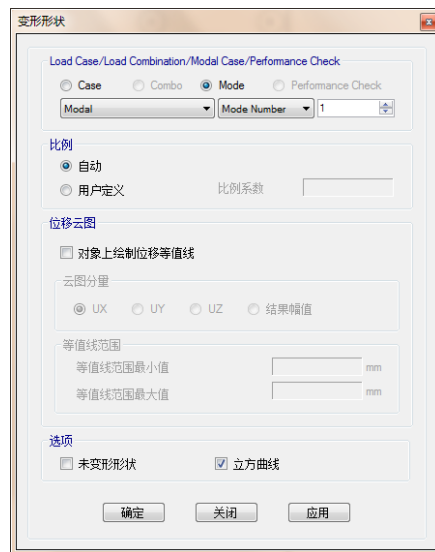 变形形状
Load Case/Load Combination/Modal Case/Performance Check
Case Combo Mode Performance Check
Modal Mode Number 1
比例
自动
用户定义 比例系数
位移云图
对象上绘制位移等值线
云图分量
UX UY UZ 结果幅值
等值线范围
等值线范围最小值 mm
等值线范围最大值 mm
选项
未变形形状 立方曲线
确定 关闭 应用